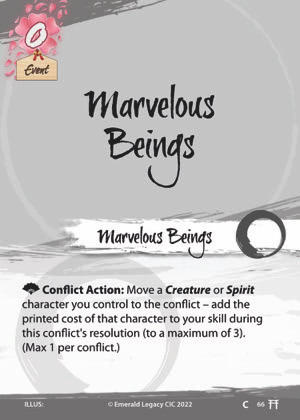 0
Event
Marvelous
Beings
Marvelous Beings
Conflict Action: Move a Creature or Spirit
character you control to the conflict – add the
printed cost of that character to your skill during
this conflict's resolution (to a maximum of 3).
(Max 1 per conflict.)
ILLUS:
© Emerald Legacy CIC 2022
C 66